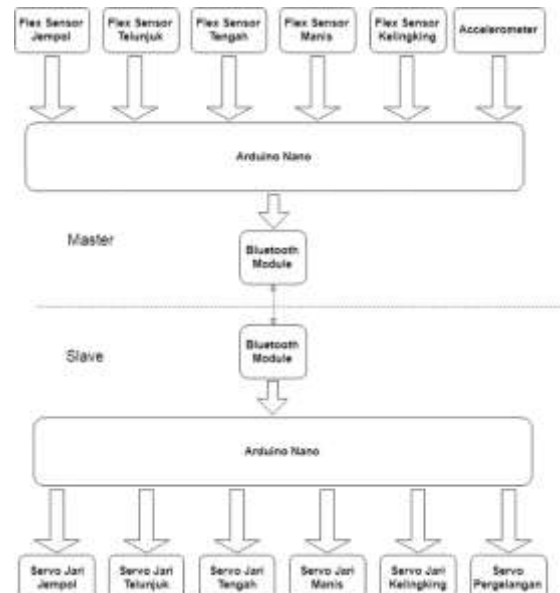 Flex Sensor
Jempol
Flex Sensor
Telunjuk
Flex Sensor
Tengah
Flex Sensor
Manis
Flex Sensor
Kelingking
Accelerometer
Arduino Nano
Master
Bluetooth
Module
Slave
Bluetooth
Module
Arduino Nano
Servo Jari
Jempol
Servo Jari
Telunjuk
Servo Jari
Tengah
Servo Jari
Manis
Servo Jari
Kelingking
Servo
Pergelangan